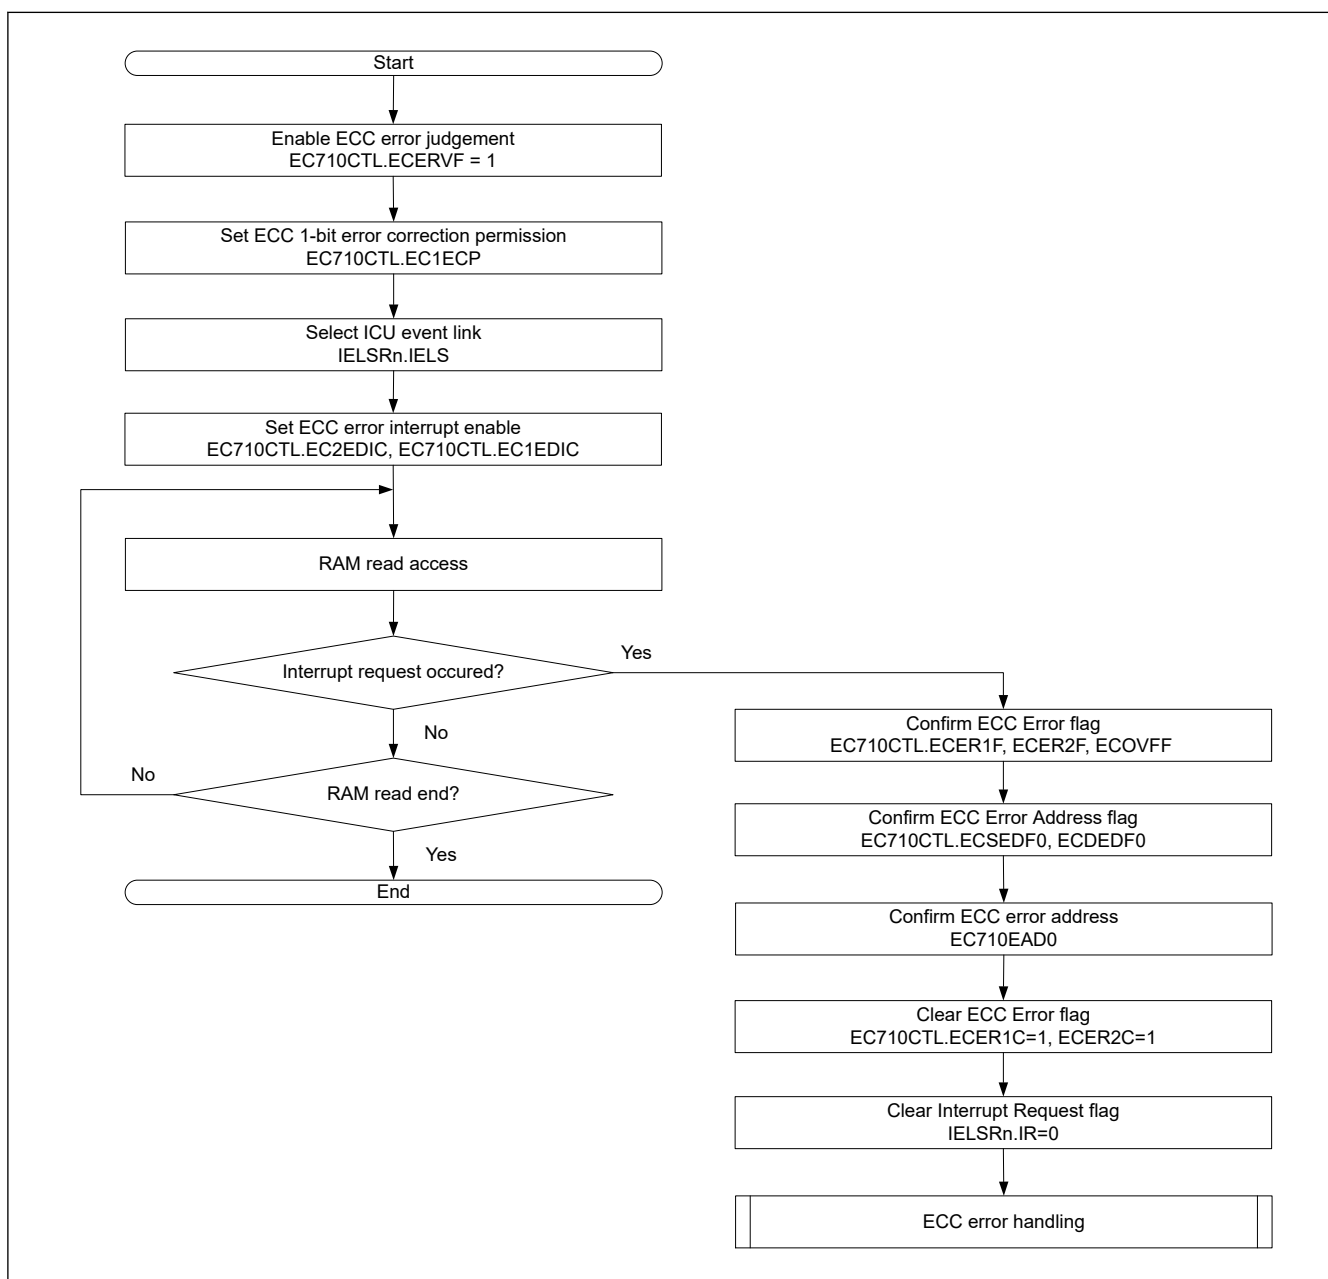 Start
Enable ECC error judgement
EC710CTL.ECERVF = 1
Set ECC 1-bit error correction permission
EC710CTL.EC1ECP
Select ICU event link
IELSRn.IELS
Set ECC error interrupt enable
EC710CTL.EC2EDIC, EC710CTL.EC1EDIC
RAM read access
Interrupt request occured?
Yes
No
RAM read end?
No
Yes
End
Confirm ECC Error flag
EC710CTL.ECER1F, ECER2F, ECOVFF
Confirm ECC Error Address flag
EC710CTL.ECSEDF0, ECDEDF0
Confirm ECC error address
EC710EAD0
Clear ECC Error flag
EC710CTL.ECER1C=1, ECER2C=1
Clear Interrupt Request flag
IELSRn.IR=0
ECC error handling